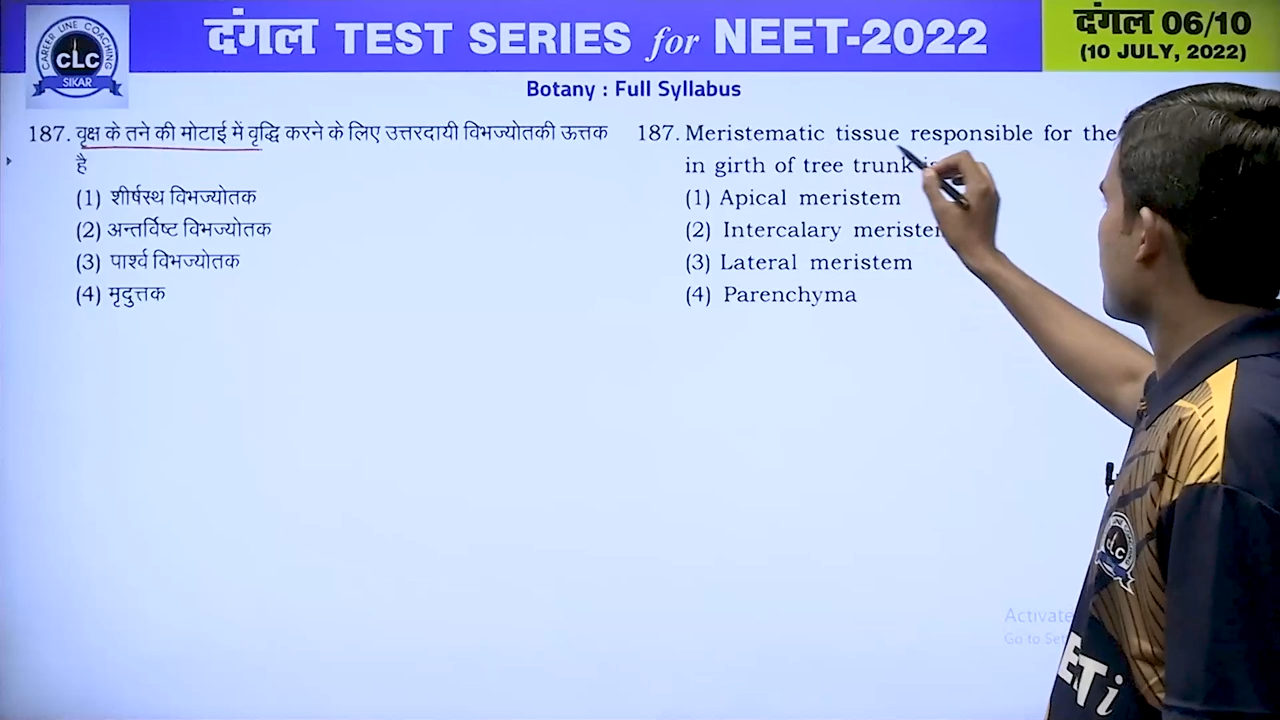 दंगल TEST SERIES for NEET-2022
दंगल 06/10
(10 JULY, 2022)
CAREER LINE COACHING
CLC
SIKAR
Botany : Full Syllabus
187. वृक्ष के तने की मोटाई में वृद्धि करने के लिए उत्तरदायी विभज्योतकी ऊत्तक
है
(1) शीर्षस्थ विभज्योतक
(2) अन्तर्विष्ट विभज्योतक
(3) पार्श्व विभज्योतक
(4) मृदुत्तक
187. Meristematic tissue responsible for the
in girth of tree trunk
(1) Apical meristem
(2) Intercalary
(3) Lateral meristem
(4) Parenchyma
Activate
Go to
CLC